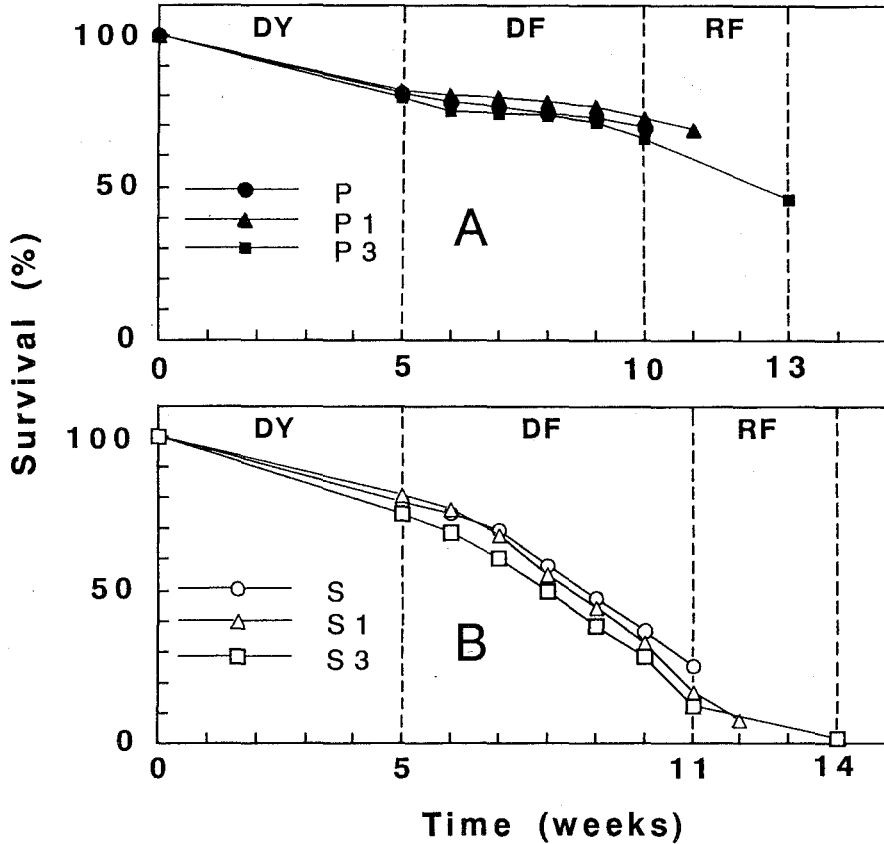 DY DF RF
100
50
0
P
P 1
P 3
A
0 5 10 13
Survival (%)
DY DF RF
100
50
0
S
S 1
S 3
B
0 5 11 14
Time (weeks)